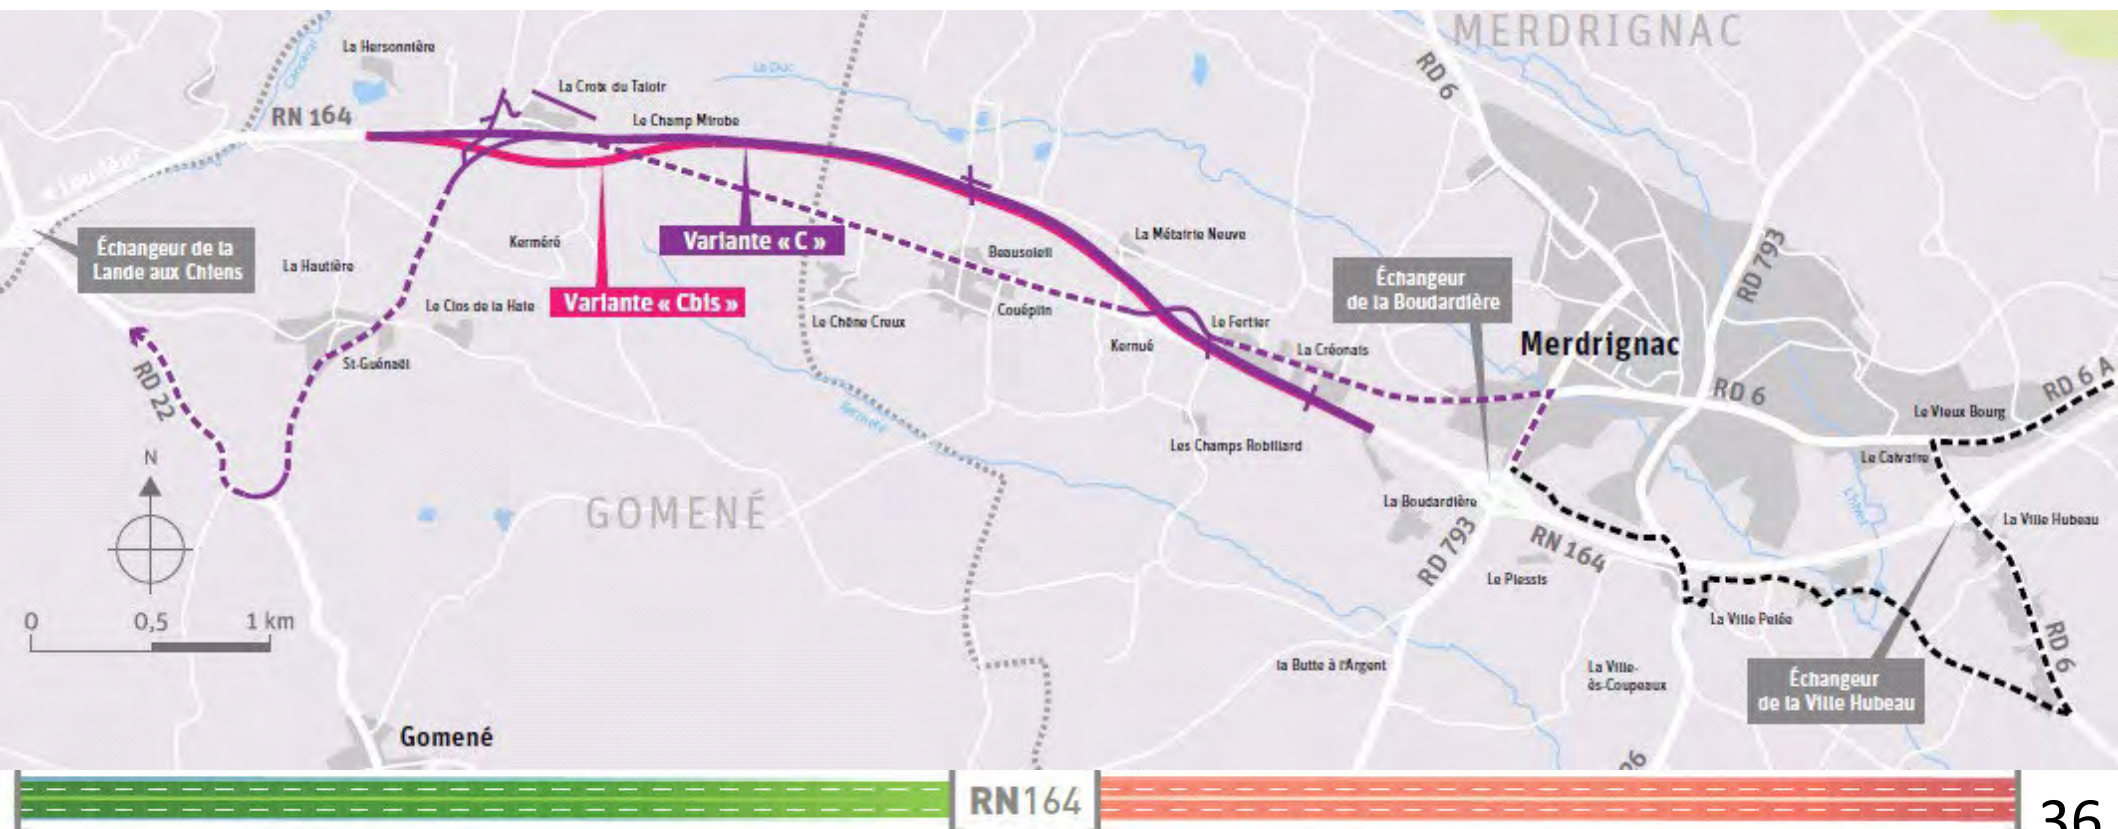 MERDRIGNAC
La Hersonnière
RD 6
Le Duc
La Croix du Taloir
RN 164
Le Champ Mirobe
Échangeur de la
Lande aux Chiens
La Hautière
Kerméré
Variante « C »
Beausoleil
La Métairie Neuve
Échangeur
de la Boudardière
RD 793
Le Clos de la Haie
Variante « Cbis »
Le Chêne Creux
Couëplin
Le Fertier
Kernué
La Créonais
Merdrignac
St-Guénaël
RD 22
RD 6
RD 6 A
Le Vieux Bourg
Les Champs Robillard
Le Calvaire
N
GOMENÉ
La Boudardière
RN 164
RD 793
La Ville Hubeau
Le Plessis
La Ville Pelée
0 0,5 1 km
RD 6
la Butte à l'Argent
La Ville-
ès-Coupeaux
Échangeur
de la Ville Hubeau
Gomené
RN164
36